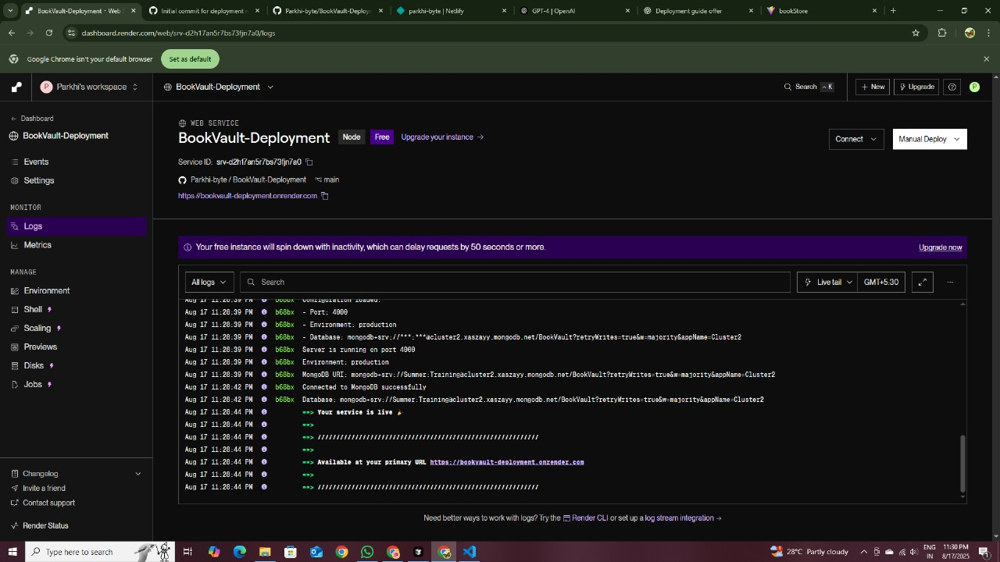 BookVault-Deployment - Web S
Initial commit for deployment r
Parkhi-byte/BookVault-Deploym
parkhi-byte | Netlify
GPT-4 | OpenAI
Deployment guide offer
bookStore
dashboard.render.com/web/srv-d2h17an5r7bs73fjn7a0/logs
Google Chrome isn't your default browser
Set as default
P Parkhi's workspace
BookVault-Deployment
Search
K
+ New
Upgrade
P
← Dashboard
BookVault-Deployment
Events
Settings
MONITOR
Logs
Metrics
MANAGE
Environment
Shell
Scaling
Previews
Disks
Jobs
Changelog
Invite a friend
Contact support
Render Status
WEB SERVICE
BookVault-Deployment Node Free Upgrade your instance →
Connect
Manual Deploy
Service ID: srv-d2h17an5r7bs73fjn7a0
Parkhi-byte / BookVault-Deployment main
https://bookvault-deployment.onrender.com
Your free instance will spin down with inactivity, which can delay requests by 50 seconds or more. Upgrade now
All logs Search Live tail GMT+5:30 ...
Aug 17 11:28:39 PM b68bx Configuration loaded:
Aug 17 11:28:39 PM b68bx - Port: 4000
Aug 17 11:28:39 PM b68bx - Environment: production
Aug 17 11:28:39 PM b68bx - Database: mongodb+srv://***:***@cluster2.xaszayy.mongodb.net/BookVault?retryWrites=true&w=majority&appName=Cluster2
Aug 17 11:28:39 PM b68bx Server is running on port 4000
Aug 17 11:28:39 PM b68bx Environment: production
Aug 17 11:28:39 PM b68bx MongoDB URI: mongodb+srv://Summer:Training@cluster2.xaszayy.mongodb.net/BookVault?retryWrites=true&w=majority&appName=Cluster2
Aug 17 11:28:42 PM b68bx Connected to MongoDB successfully
Aug 17 11:28:42 PM b68bx Database: mongodb+srv://Summer:Training@cluster2.xaszayy.mongodb.net/BookVault?retryWrites=true&w=majority&appName=Cluster2
Aug 17 11:28:44 PM ==> Your service is live 🎉
Aug 17 11:28:44 PM ==>
Aug 17 11:28:44 PM ==> ///////////////////////////////////////////////////////////
Aug 17 11:28:44 PM ==>
Aug 17 11:28:44 PM ==> Available at your primary URL https://bookvault-deployment.onrender.com
Aug 17 11:28:44 PM ==>
Aug 17 11:28:44 PM ==> ///////////////////////////////////////////////////////////
Need better ways to work with logs? Try the Render CLI or set up a log stream integration →
Type here to search
28°C Partly cloudy
ENG
IN
11:30 PM
8/17/2025
1